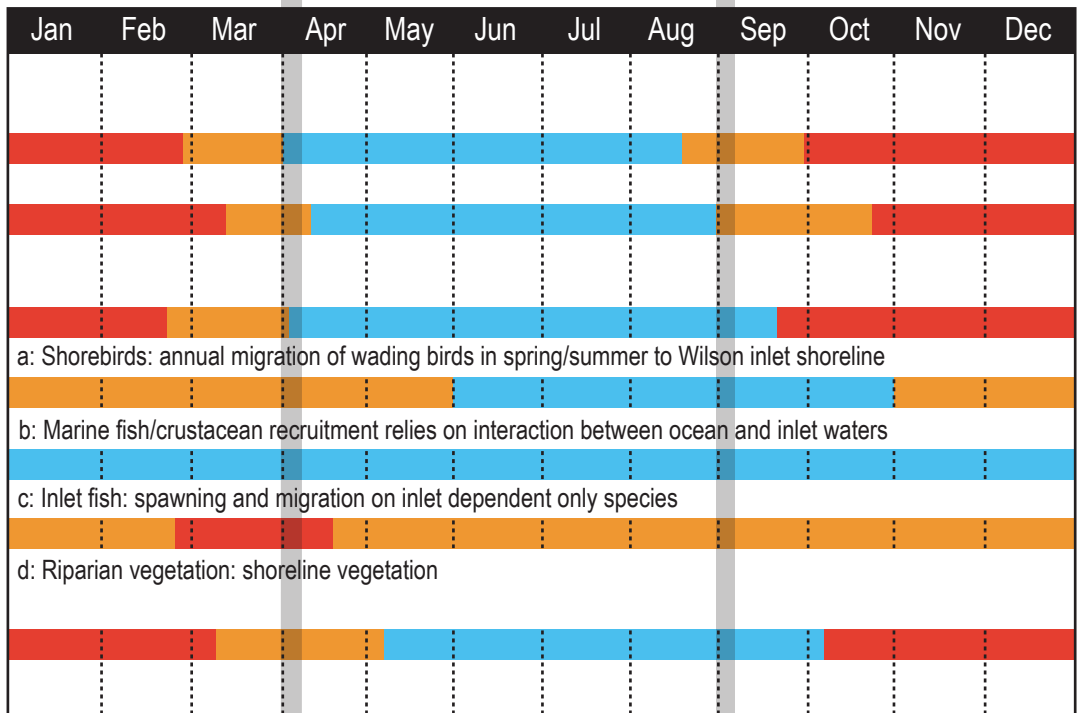 Jan Feb Mar Apr May Jun Jul Aug Sep Oct Nov Dec
a: Shorebirds: annual migration of wading birds in spring/summer to Wilson inlet shoreline
b: Marine fish/crustacean recruitment relies on interaction between ocean and inlet waters
c: Inlet fish: spawning and migration on inlet dependent only species
d: Riparian vegetation: shoreline vegetation